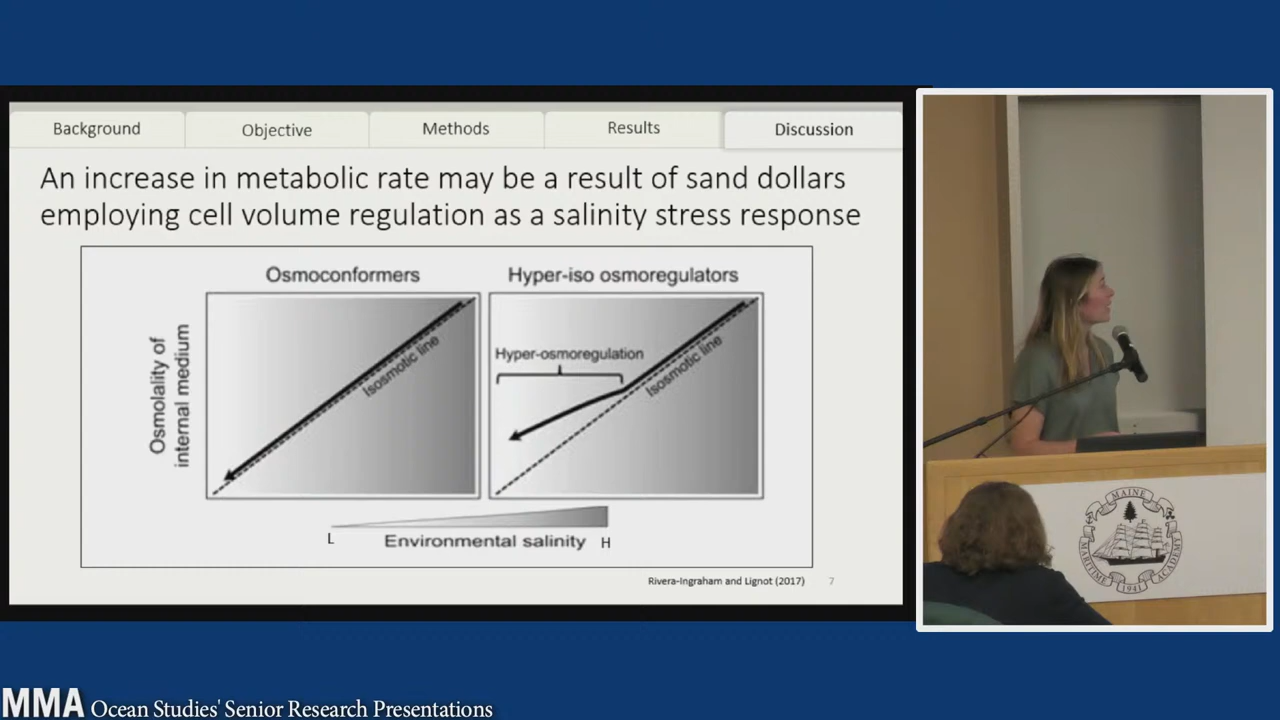 Background
Objective
Methods
Results
Discussion
An increase in metabolic rate may be a result of sand dollars
employing cell volume regulation as a salinity stress response
Osmoconformers
Hyper-iso osmoregulators
Osmolality of
internal medium
Isosmotic line
Hyper-osmoregulation
Isosmotic line
L
Environmental salinity
H
Rivera-Ingraham and Lignot (2017)
7
MAINE
MARITIME
ACADEMY
1941
MMA Ocean Studies' Senior Research Presentations